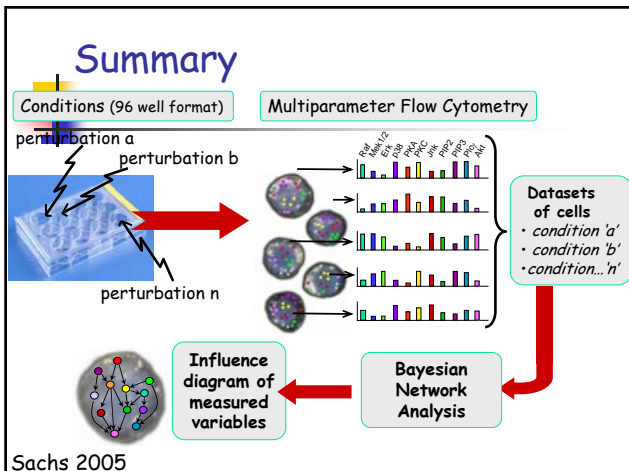 Summary
Conditions (96 well format)
Multiparameter Flow Cytometry
perturbation a
perturbation b
perturbation n
Raf
Mek1/2
Erk
p38
PKA
PKC
Jnk
PIP2
PIP3
Plcγ
Akt
Datasets
of cells
• condition 'a'
• condition 'b'
•condition…'n'
Influence
diagram of
measured
variables
Bayesian
Network
Analysis
Sachs 2005